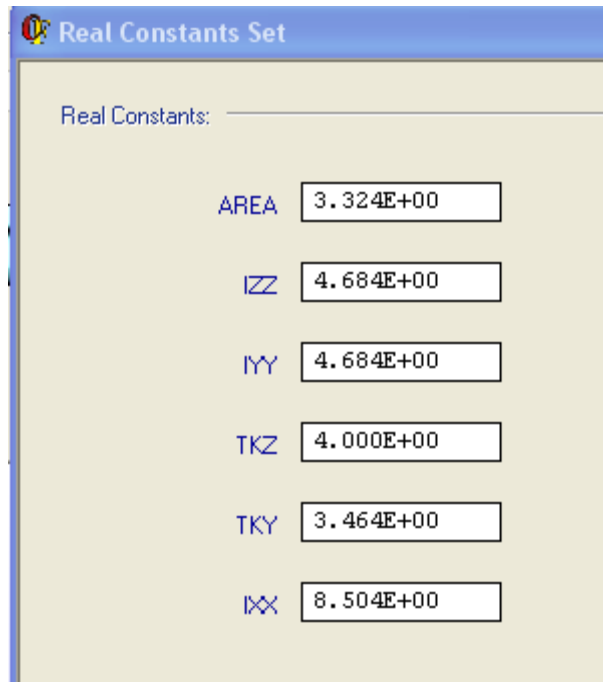 Real Constants Set
Real Constants:
AREA 3.324E+00
IZZ 4.684E+00
IYY 4.684E+00
TKZ 4.000E+00
TKY 3.464E+00
IXX 8.504E+00